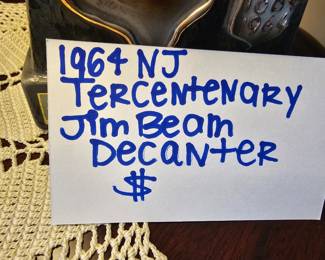 1964 NJ
TERCENTENARY
Jim BEAM
DECANTER
$